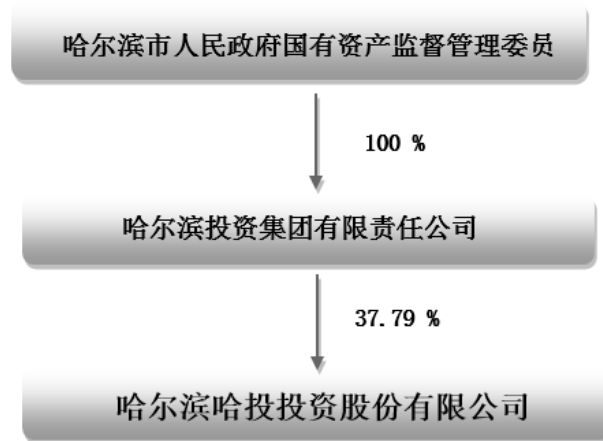 哈尔滨市人民政府国有资产监督管理委员
100 %
哈尔滨投资集团有限责任公司
37.79 %
哈尔滨哈投投资股份有限公司